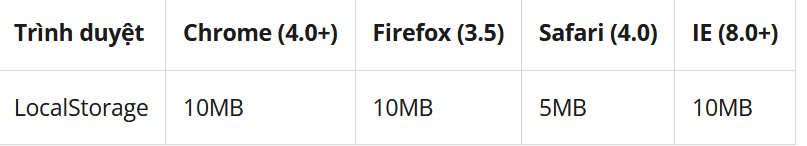 Trình duyệt Chrome (4.0+) Firefox (3.5) Safari (4.0) IE (8.0+)
LocalStorage 10MB 10MB 5MB 10MB